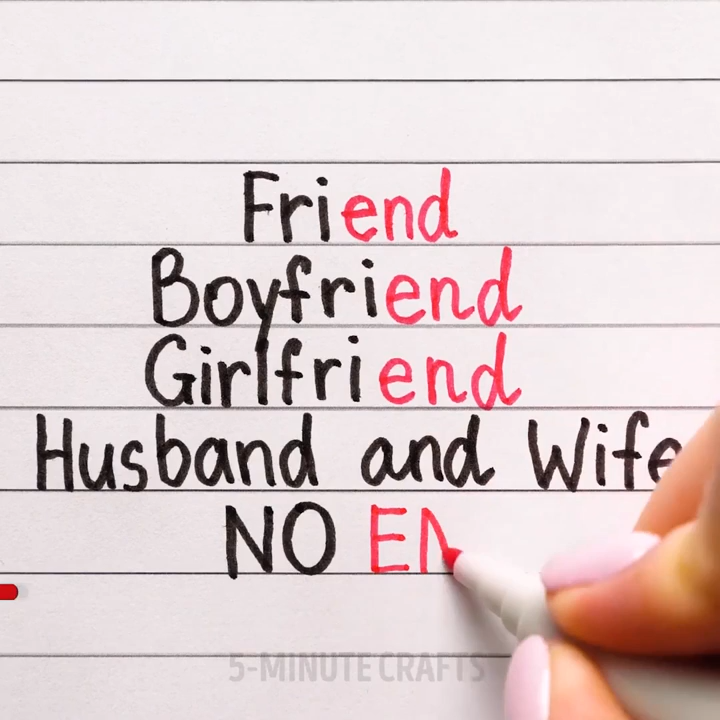 Friend
Boyfriend
Girlfriend
Husband and Wife
NO EN
5-MINUTE CRAFTS